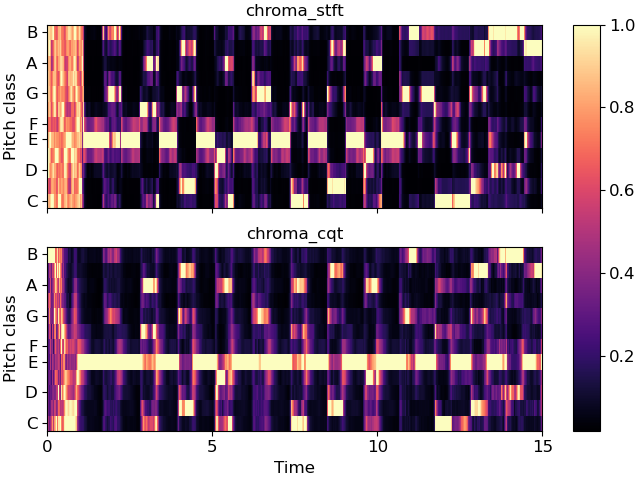 chroma_stft
B
A
G
F
E
D
C
Pitch class
1.0
0.8
0.6
0.4
0.2
chroma_cqt
B
A
G
F
E
D
C
Pitch class
0 5 10 15
Time